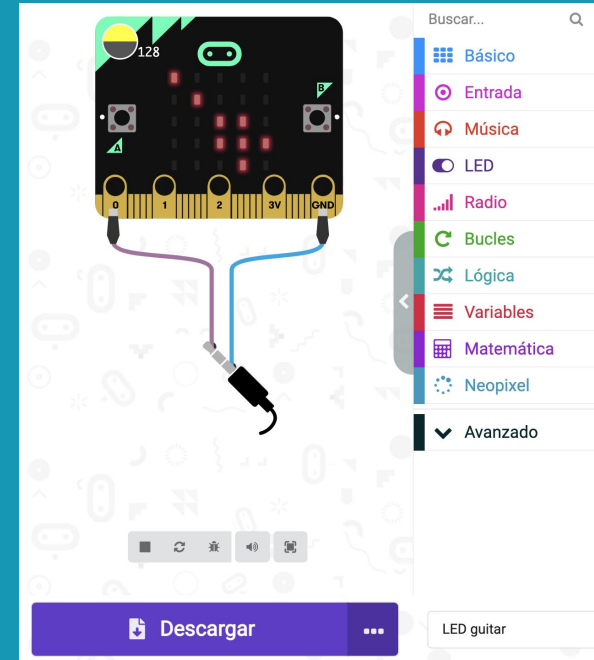 128
B
A
0 1 2 3V GND
Buscar...
Básico
Entrada
Música
LED
Radio
Bucles
Lógica
Variables
Matemática
Neopixel
Avanzado
Descargar
LED guitar